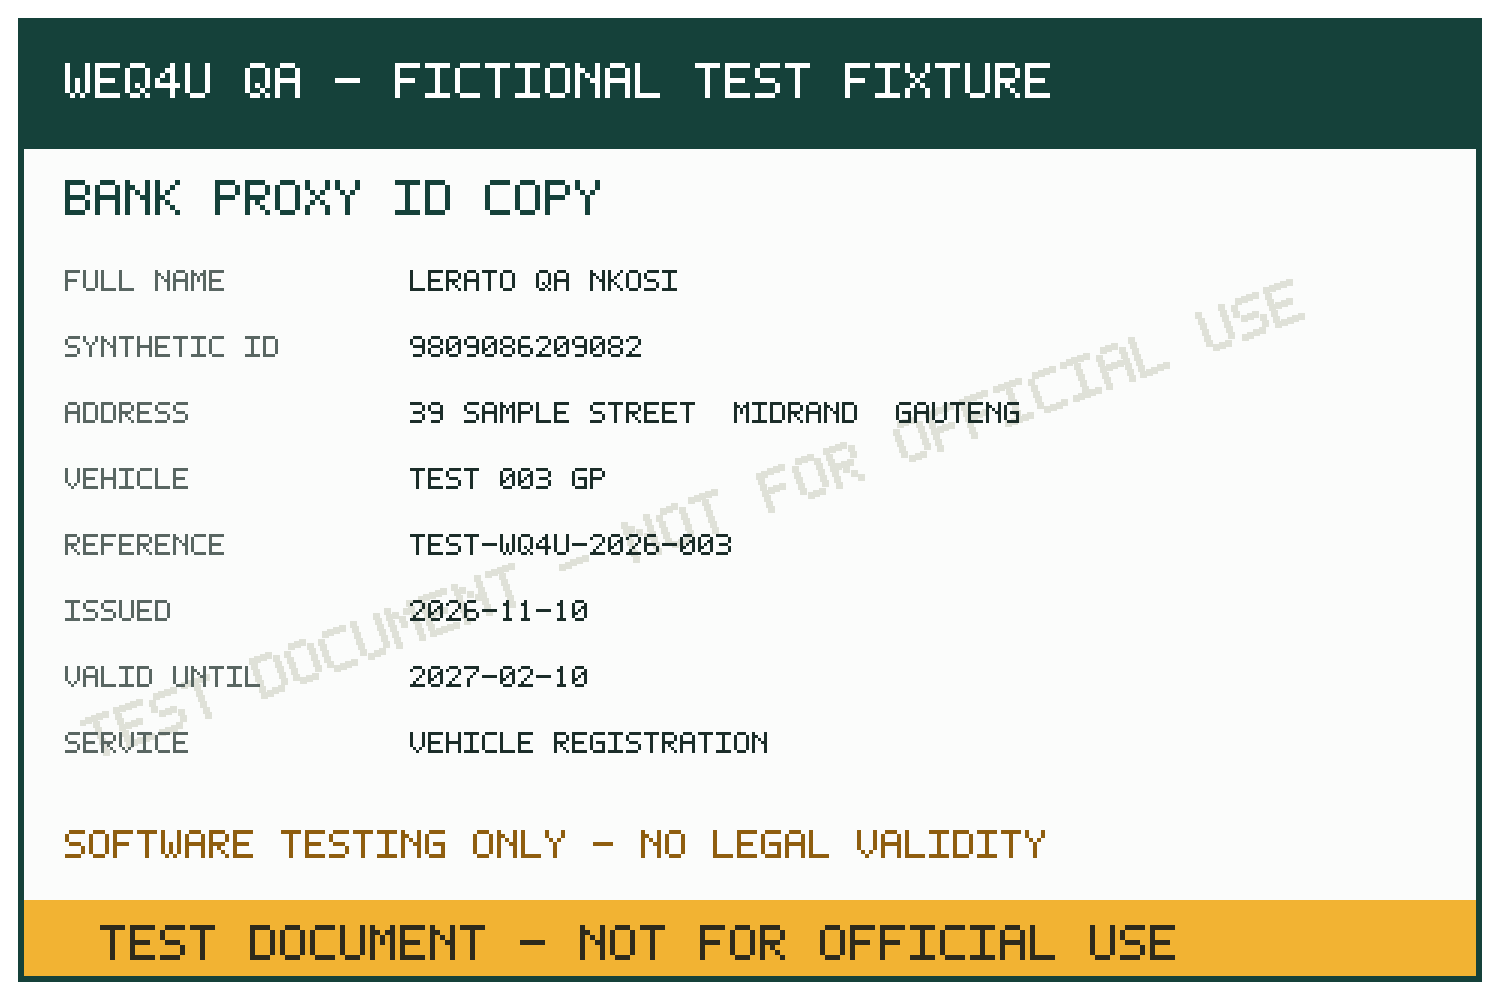 WEQ4U QA - FICTIONAL TEST FIXTURE
BANK PROXY ID COPY
FULL NAME LERATO QA NKOSI
SYNTHETIC ID 9809086209082
ADDRESS 39 SAMPLE STREET  MIDRAND  GAUTENG
VEHICLE TEST 003 GP
REFERENCE TEST-WQ4U-2026-003
ISSUED 2026-11-10
VALID UNTIL 2027-02-10
SERVICE VEHICLE REGISTRATION
TEST DOCUMENT - NOT FOR OFFICIAL USE
SOFTWARE TESTING ONLY - NO LEGAL VALIDITY
TEST DOCUMENT - NOT FOR OFFICIAL USE